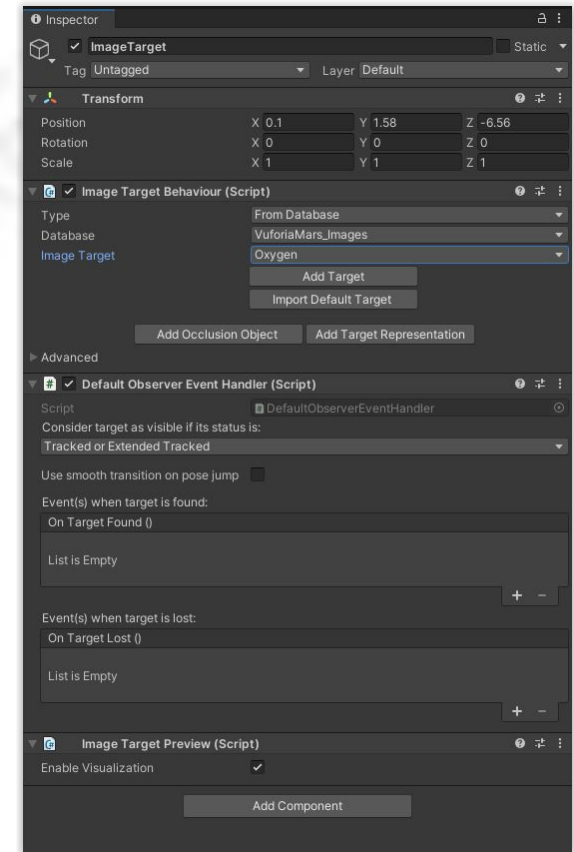 Inspector
ImageTarget Static
Tag Untagged Layer Default
Transform
Position X 0.1 Y 1.58 Z -6.56
Rotation X 0 Y 0 Z 0
Scale X 1 Y 1 Z 1
# Image Target Behaviour (Script)
Type From Database
Database VuforiaMars_Images
Image Target Oxygen
Add Target
Import Default Target
Add Occlusion Object Add Target Representation
Advanced
# Default Observer Event Handler (Script)
Script # DefaultObserverEventHandler
Consider target as visible if its status is:
Tracked or Extended Tracked
Use smooth transition on pose jump
Event(s) when target is found:
On Target Found ()
List is Empty
+ −
Event(s) when target is lost:
On Target Lost ()
List is Empty
+ −
# Image Target Preview (Script)
Enable Visualization
Add Component